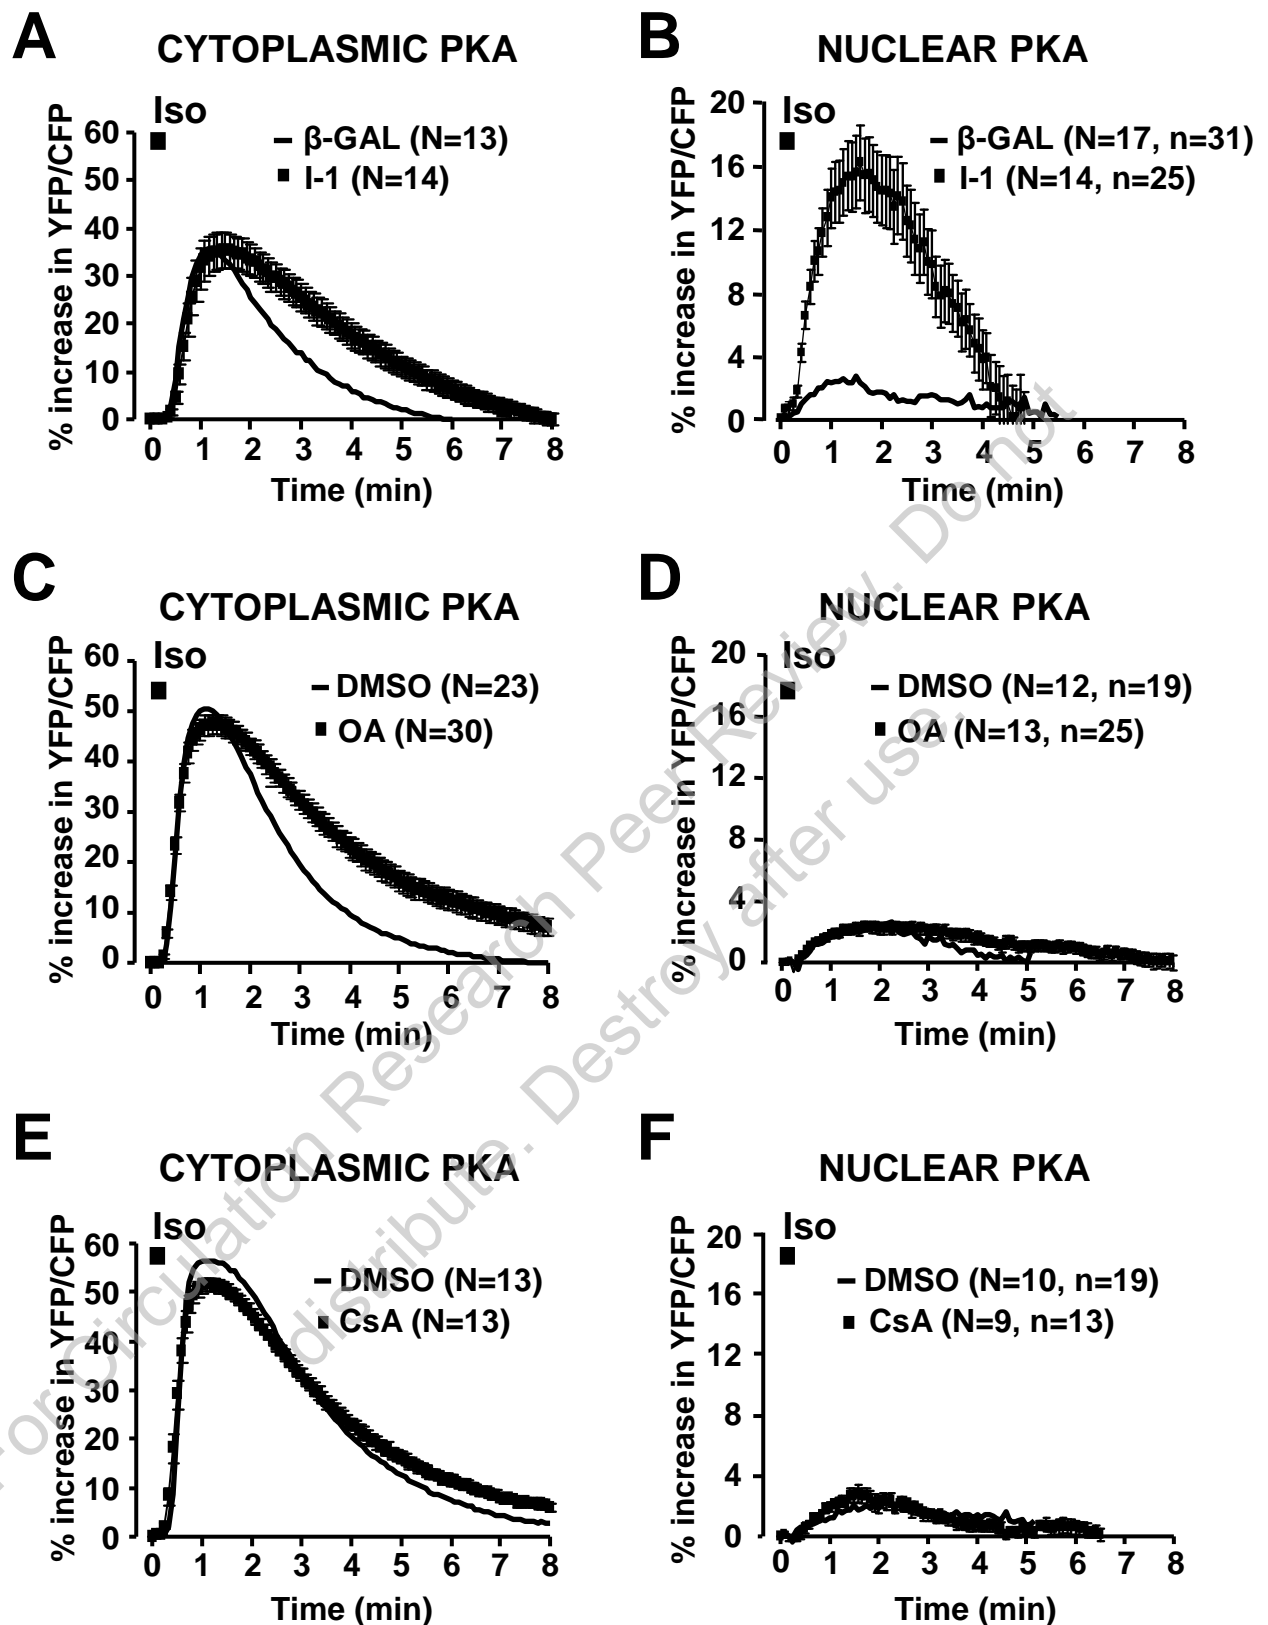 A
CYTOPLASMIC PKA
Iso
β-GAL (N=13)
I-1 (N=14)
% increase in YFP/CFP
60
50
40
30
20
10
0
0 1 2 3 4 5 6 7 8
Time (min)
B
NUCLEAR PKA
Iso
β-GAL (N=17, n=31)
I-1 (N=14, n=25)
% increase in YFP/CFP
20
16
12
8
4
0
0 1 2 3 4 5 6 7 8
Time (min)
C
CYTOPLASMIC PKA
Iso
DMSO (N=23)
OA (N=30)
% increase in YFP/CFP
60
50
40
30
20
10
0
0 1 2 3 4 5 6 7 8
Time (min)
D
NUCLEAR PKA
Iso
DMSO (N=12, n=19)
OA (N=13, n=25)
% increase in YFP/CFP
20
16
12
8
4
0
0 1 2 3 4 5 6 7 8
Time (min)
E
CYTOPLASMIC PKA
Iso
DMSO (N=13)
CsA (N=13)
% increase in YFP/CFP
60
50
40
30
20
10
0
0 1 2 3 4 5 6 7 8
Time (min)
F
NUCLEAR PKA
Iso
DMSO (N=10, n=19)
CsA (N=9, n=13)
% increase in YFP/CFP
20
16
12
8
4
0
0 1 2 3 4 5 6 7 8
Time (min)
For Circulation Research Peer Review. Do not
distribute. Destroy after use.